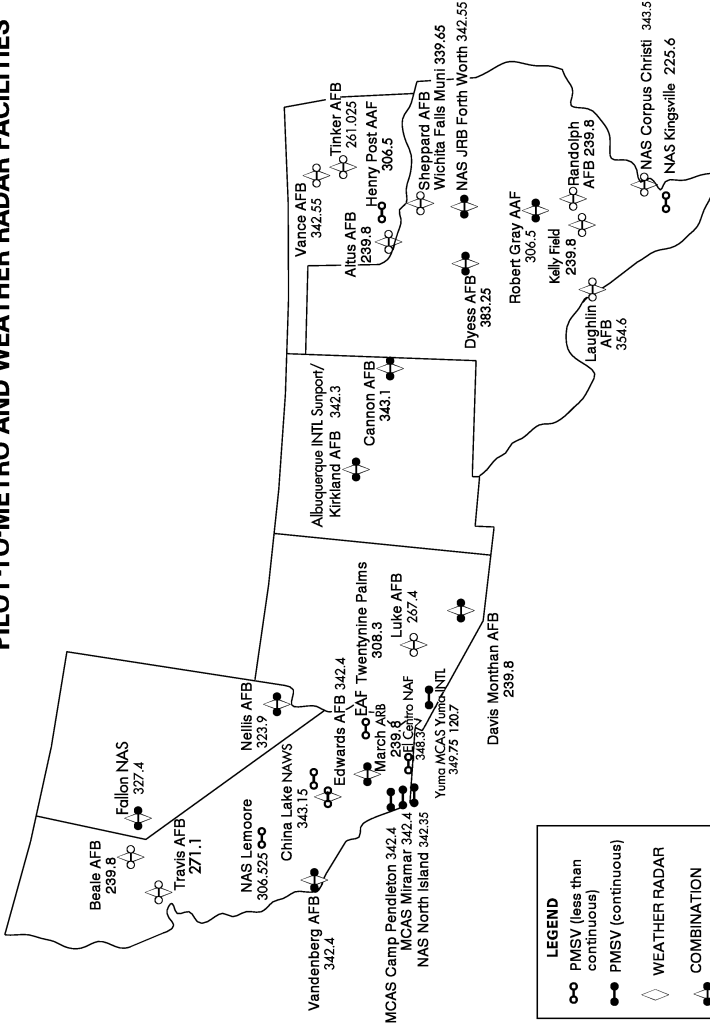 PILOT-TO-METRO AND WEATHER RADAR FACILITIES
Beale AFB
239.8
Travis AFB
271.1
Fallon NAS
327.4
NAS Lemoore
306.525
China Lake NAWS
343.15
Vandenberg AFB
342.4
Nellis AFB
323.9
Edwards AFB 342.4
EAF Twentynine Palms
308.3
March ARB
239.8
El Centro NAF
348.3
MCAS Camp Pendleton 342.4
MCAS Miramar 342.4
NAS North Island 342.35
Yuma MCAS Yuma INTL
349.75 120.7
Luke AFB
267.4
Davis Monthan AFB
239.8
Albuquerque INTL Sunport/
Kirkland AFB 342.3
Cannon AFB
343.1
Vance AFB
342.55
Tinker AFB
261.025
Henry Post AAF
306.5
Altus AFB
239.8
Sheppard AFB
Wichita Falls Muni 339.65
NAS JRB Forth Worth 342.55
Dyess AFB
383.25
Robert Gray AAF
306.5
Kelly Field
239.8
Randolph
AFB 239.8
Laughlin
AFB
354.6
NAS Corpus Christi 343.5
NAS Kingsville 225.6
LEGEND
PMSV (less than
continuous)
PMSV (continuous)
WEATHER RADAR
COMBINATION